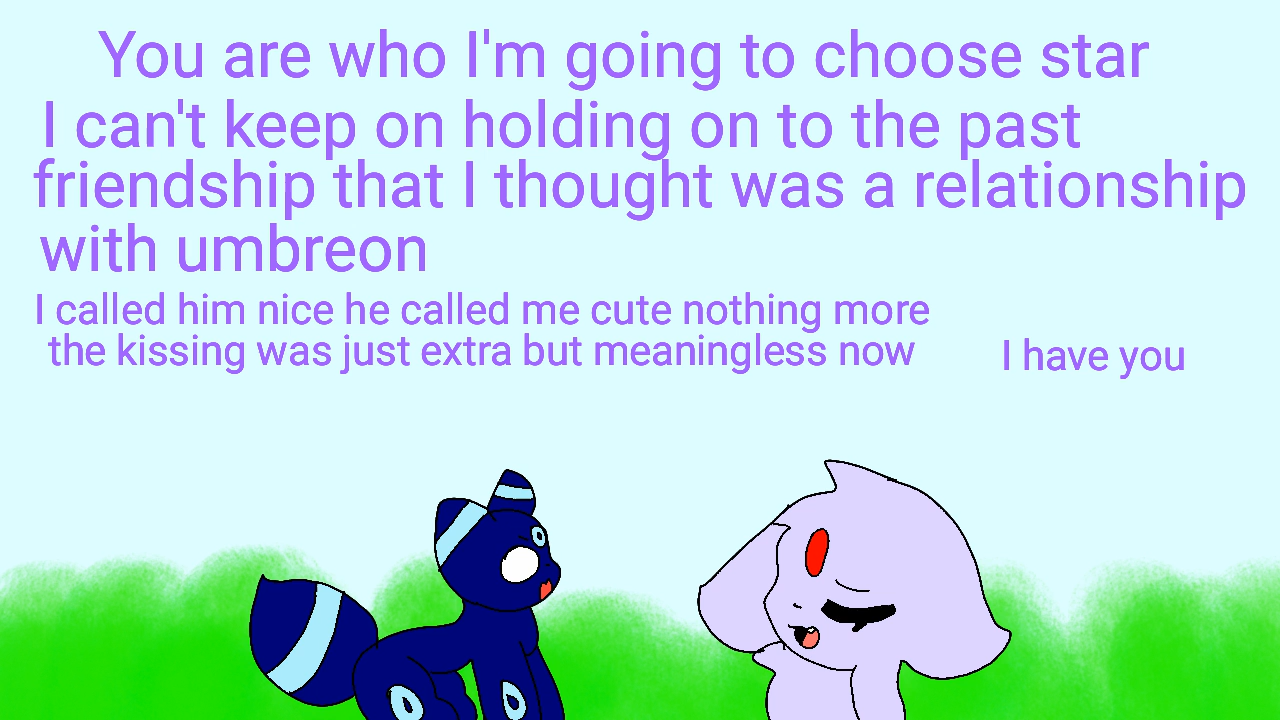 You are who I'm going to choose star
I can't keep on holding on to the past
friendship that I thought was a relationship
with umbreon
I called him nice he called me cute nothing more
the kissing was just extra but meaningless now
I have you